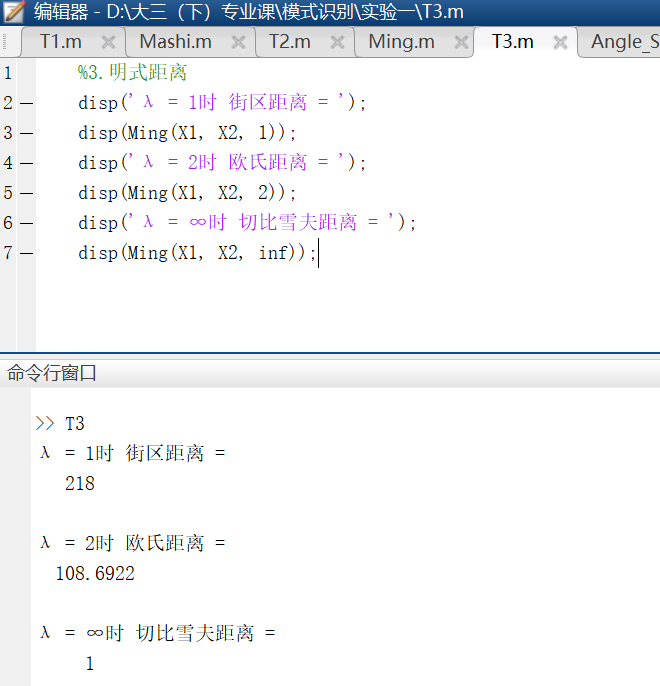 编辑器 - D:\大三（下）专业课\模式识别\实验一\T3.m
T1.m Mashi.m T2.m Ming.m T3.m Angle_S
1 %3.明式距离
2 — disp('λ = 1时 街区距离 = ');
3 — disp(Ming(X1, X2, 1));
4 — disp('λ = 2时 欧氏距离 = ');
5 — disp(Ming(X1, X2, 2));
6 — disp('λ = ∞时 切比雪夫距离 = ');
7 — disp(Ming(X1, X2, inf));
命令行窗口
>> T3
λ = 1时 街区距离 =
218
λ = 2时 欧氏距离 =
108.6922
λ = ∞时 切比雪夫距离 =
1